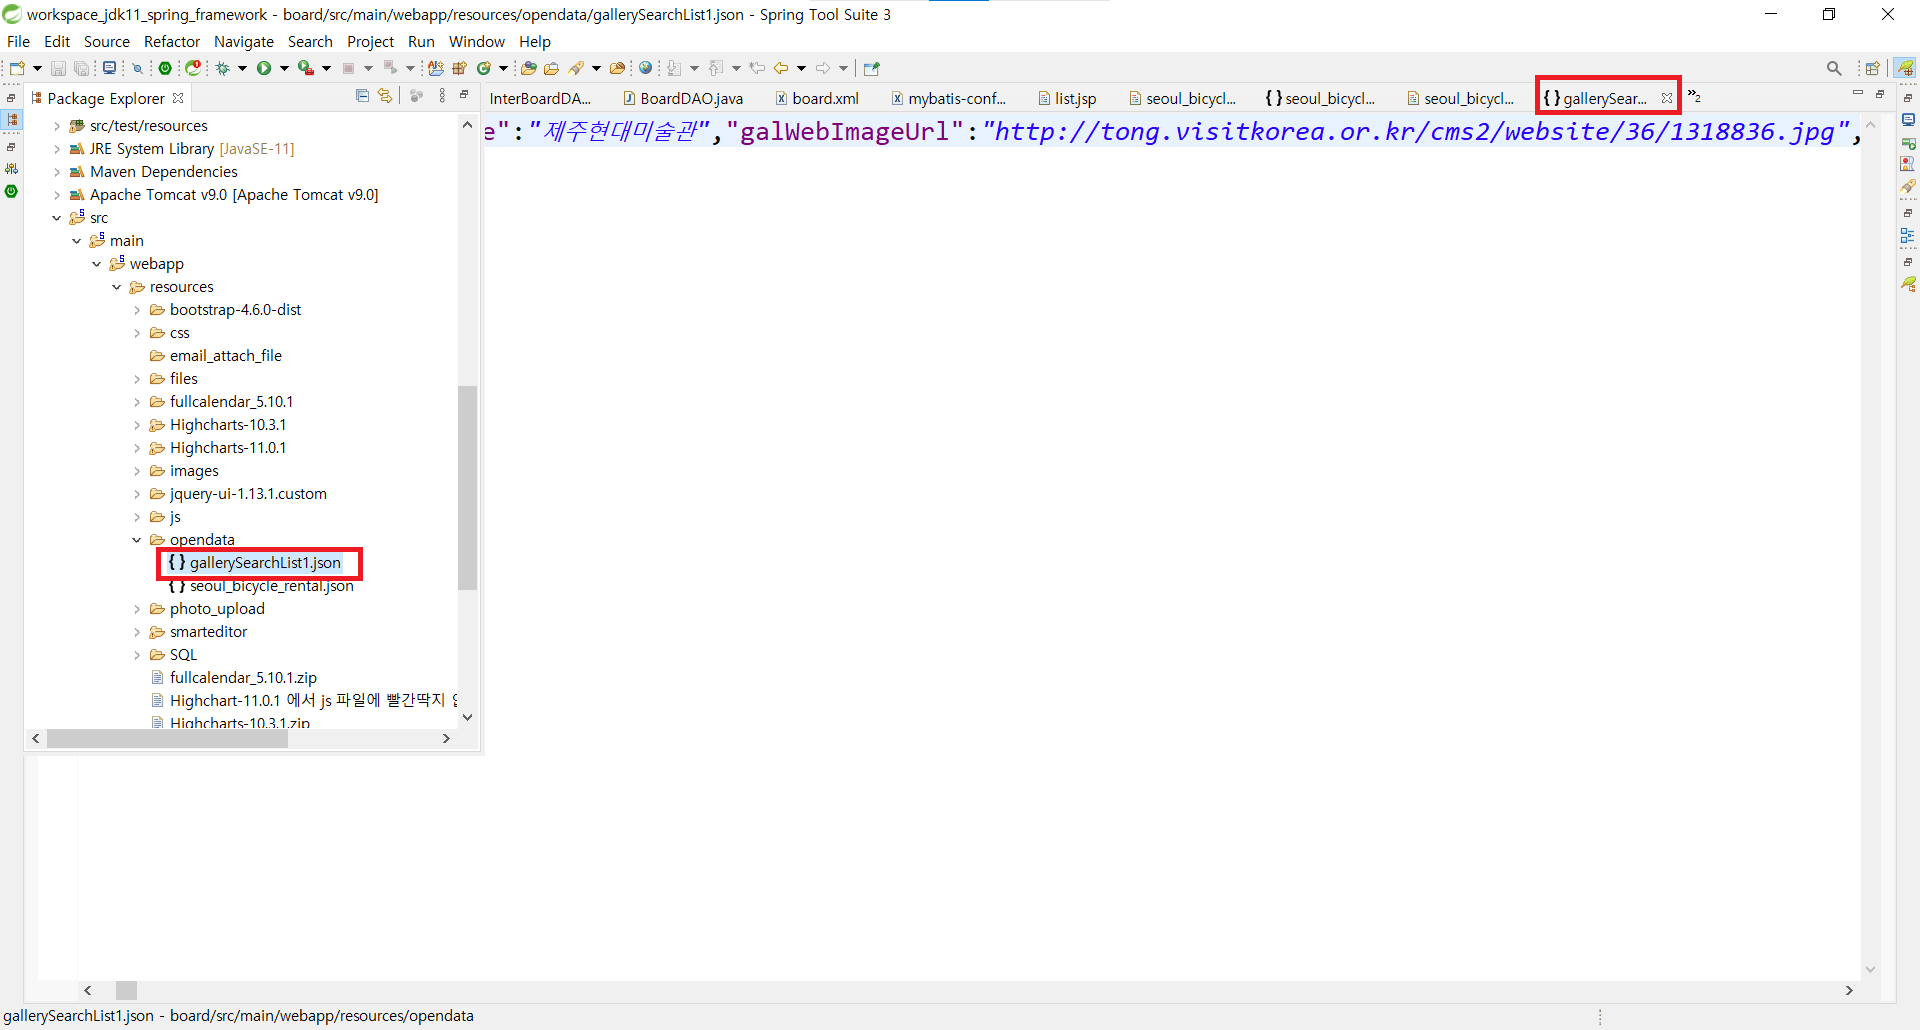 workspace_jdk11_spring_framework - board/src/main/webapp/resources/opendata/gallerySearchList1.json - Spring Tool Suite 3
File Edit Source Refactor Navigate Search Project Run Window Help
Package Explorer
InterBoardDA... BoardDAO.java board.xml mybatis-conf... list.jsp seoul_bicycl... seoul_bicycl... seoul_bicycl... gallerySear... »2
e":"제주현대미술관","galWebImageUrl":"http://tong.visitkorea.or.kr/cms2/website/36/1318836.jpg",
src/test/resources
JRE System Library [JavaSE-11]
Maven Dependencies
Apache Tomcat v9.0 [Apache Tomcat v9.0]
src
main
webapp
resources
bootstrap-4.6.0-dist
css
email_attach_file
files
fullcalendar_5.10.1
Highcharts-10.3.1
Highcharts-11.0.1
images
jquery-ui-1.13.1.custom
js
opendata
gallerySearchList1.json
seoul_bicycle_rental.json
photo_upload
smarteditor
SQL
fullcalendar_5.10.1.zip
Highchart-11.0.1 에서 js 파일에 빨간딱지
Highcharts-10.3.1.zip
gallerySearchList1.json - board/src/main/webapp/resources/opendata